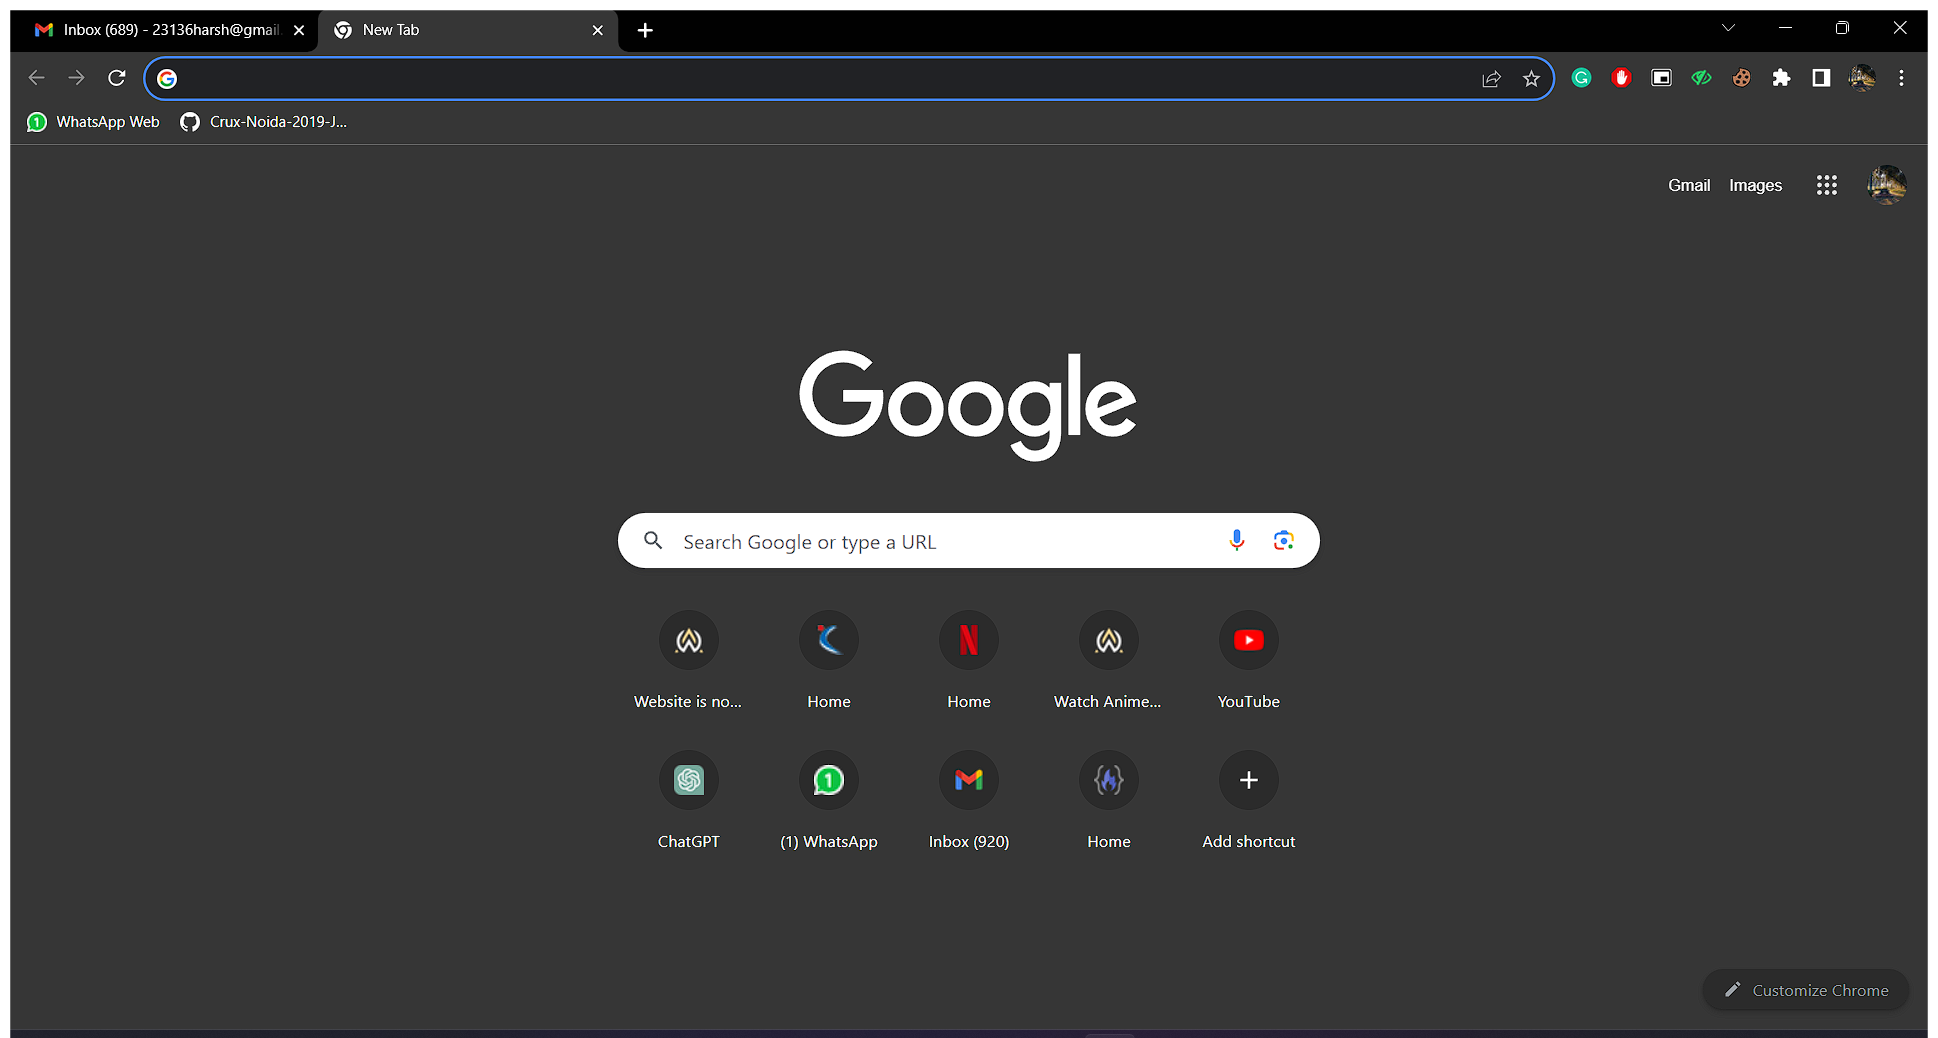 Inbox (689) - 23136harsh@gmail.
New Tab
WhatsApp Web
Crux-Noida-2019-J...
Gmail Images
Google
Search Google or type a URL
Website is no... Home Home Watch Anime... YouTube
ChatGPT (1) WhatsApp Inbox (920) Home Add shortcut
Customize Chrome